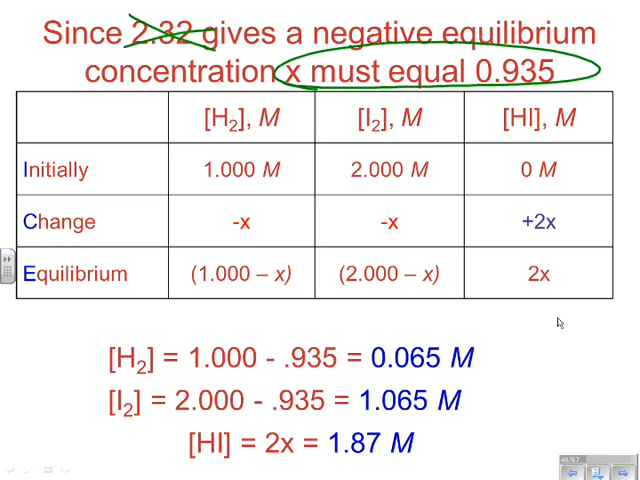 Since 2.32 gives a negative equilibrium
concentration x must equal 0.935
[H₂], M [I₂], M [HI], M
Initially 1.000 M 2.000 M 0 M
Change -x -x +2x
Equilibrium (1.000 – x) (2.000 – x) 2x
[H₂] = 1.000 - .935 = 0.065 M
[I₂] = 2.000 - .935 = 1.065 M
[HI] = 2x = 1.87 M